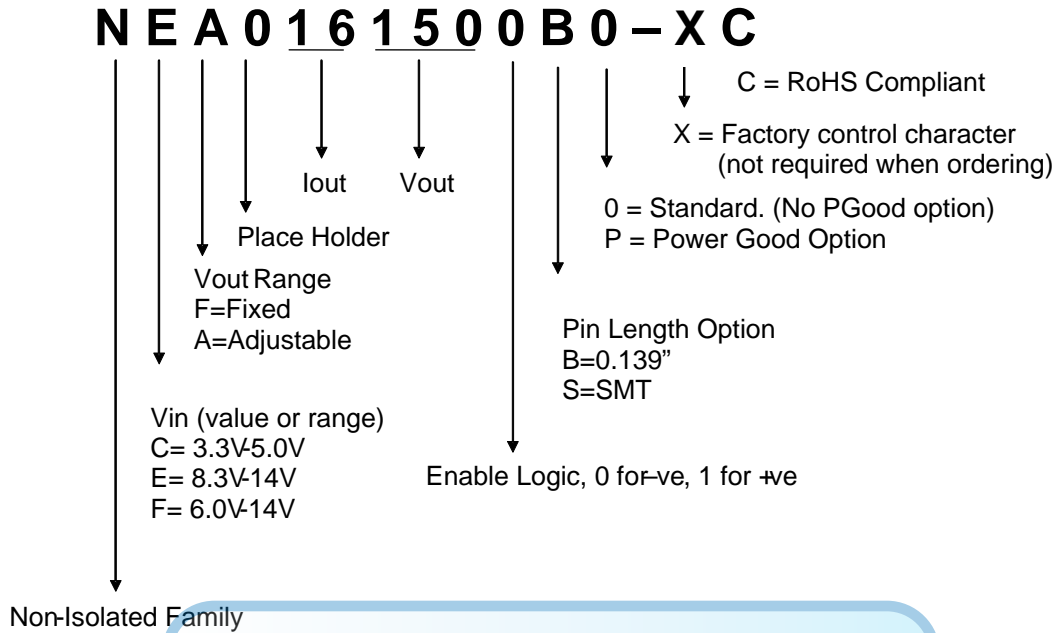 N E A 0 1 6 1 5 0 0 B 0 – X C
C = RoHS Compliant
X = Factory control character
(not required when ordering)
Iout
Vout
0 = Standard. (No PGood option)
P = Power Good Option
Place Holder
Vout Range
F=Fixed
A=Adjustable
Pin Length Option
B=0.139”
S=SMT
Vin (value or range)
C= 3.3V-5.0V
E= 8.3V-14V
F= 6.0V-14V
Enable Logic, 0 for–ve, 1 for +ve
Non-Isolated Family